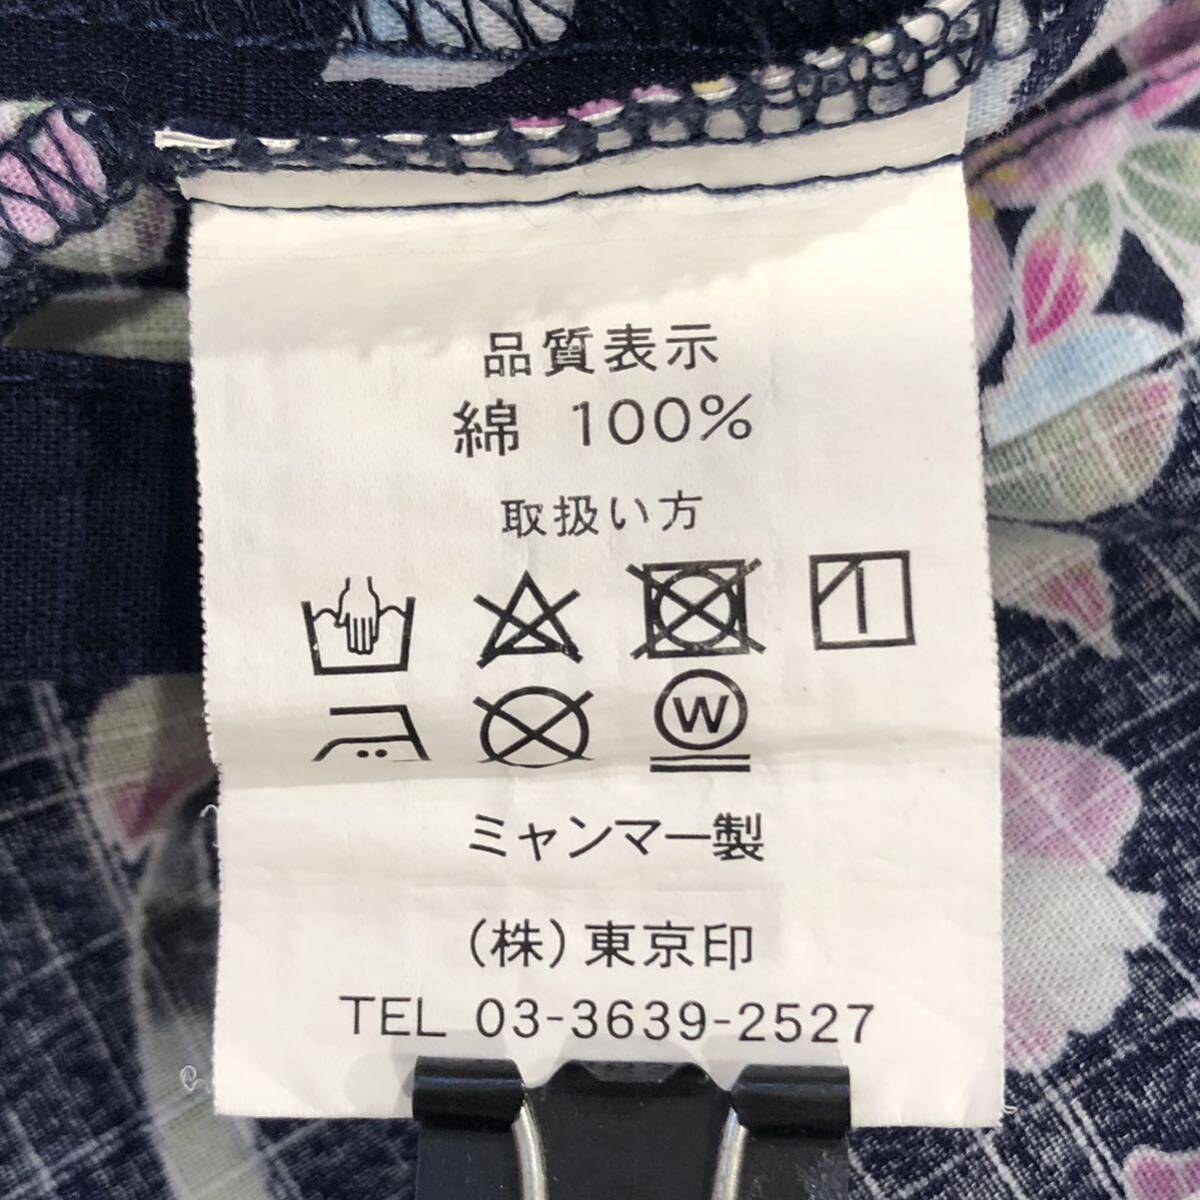 品質表示
綿 100%
取扱い方
W
ミャンマー製
(株)東京印
TEL 03-3639-2527